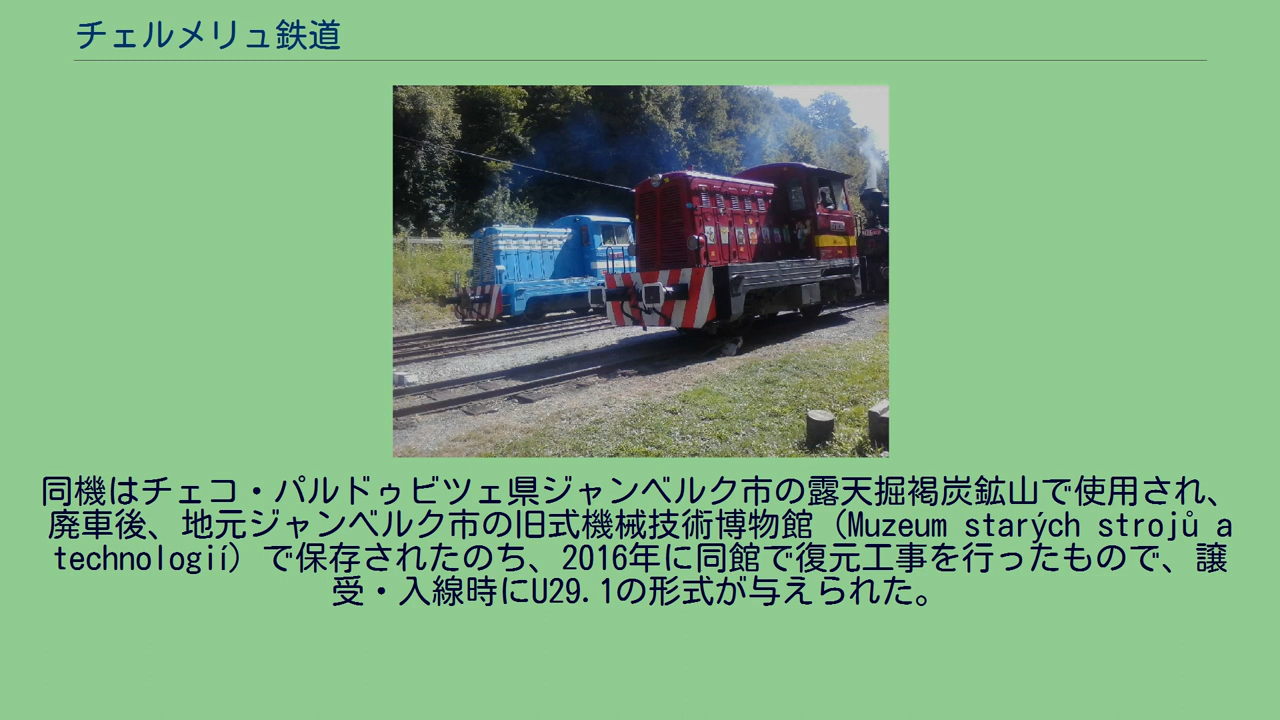 チェルメリュ鉄道
同機はチェコ・パルドゥビツェ県ジャンベルク市の露天掘褐炭鉱山で使用され、
廃車後、地元ジャンベルク市の旧式機械技術博物館（Muzeum starých strojů a
technologií）で保存されたのち、2016年に同館で復元工事を行ったもので、譲
受・入線時にU29.1の形式が与えられた。